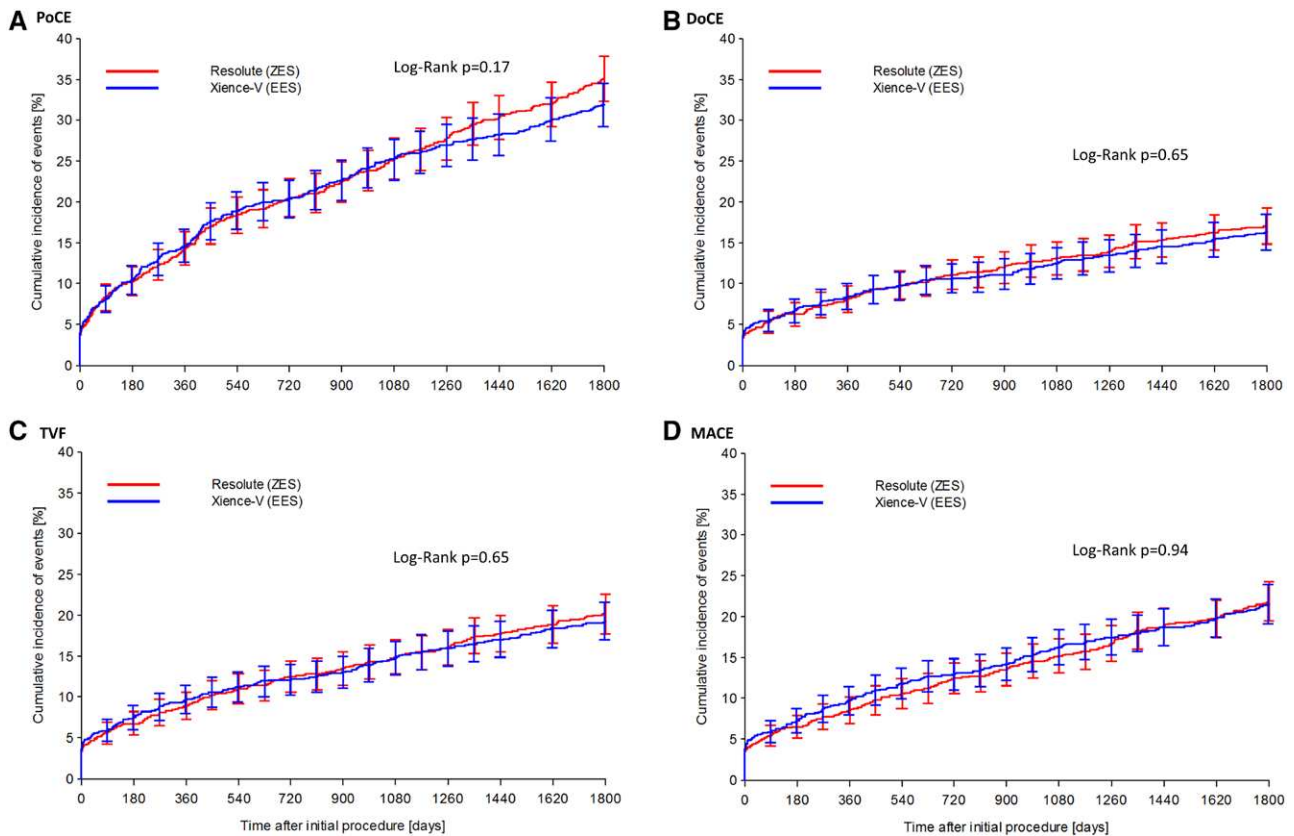 A PoCE
Cumulative incidence of events [%]
40
35
30
25
20
15
10
5
0
Resolute (ZES)
Xience-V (EES)
Log-Rank p=0.17
0 180 360 540 720 900 1080 1260 1440 1620 1800
B DoCE
Cumulative incidence of events [%]
40
35
30
25
20
15
10
5
0
Resolute (ZES)
Xience-V (EES)
Log-Rank p=0.65
0 180 360 540 720 900 1080 1260 1440 1620 1800
C TVF
Cumulative incidence of events [%]
40
35
30
25
20
15
10
5
0
Resolute (ZES)
Xience-V (EES)
Log-Rank p=0.65
0 180 360 540 720 900 1080 1260 1440 1620 1800
Time after initial procedure [days]
D MACE
Cumulative incidence of events [%]
40
35
30
25
20
15
10
5
0
Resolute (ZES)
Xience-V (EES)
Log-Rank p=0.94
0 180 360 540 720 900 1080 1260 1440 1620 1800
Time after initial procedure [days]